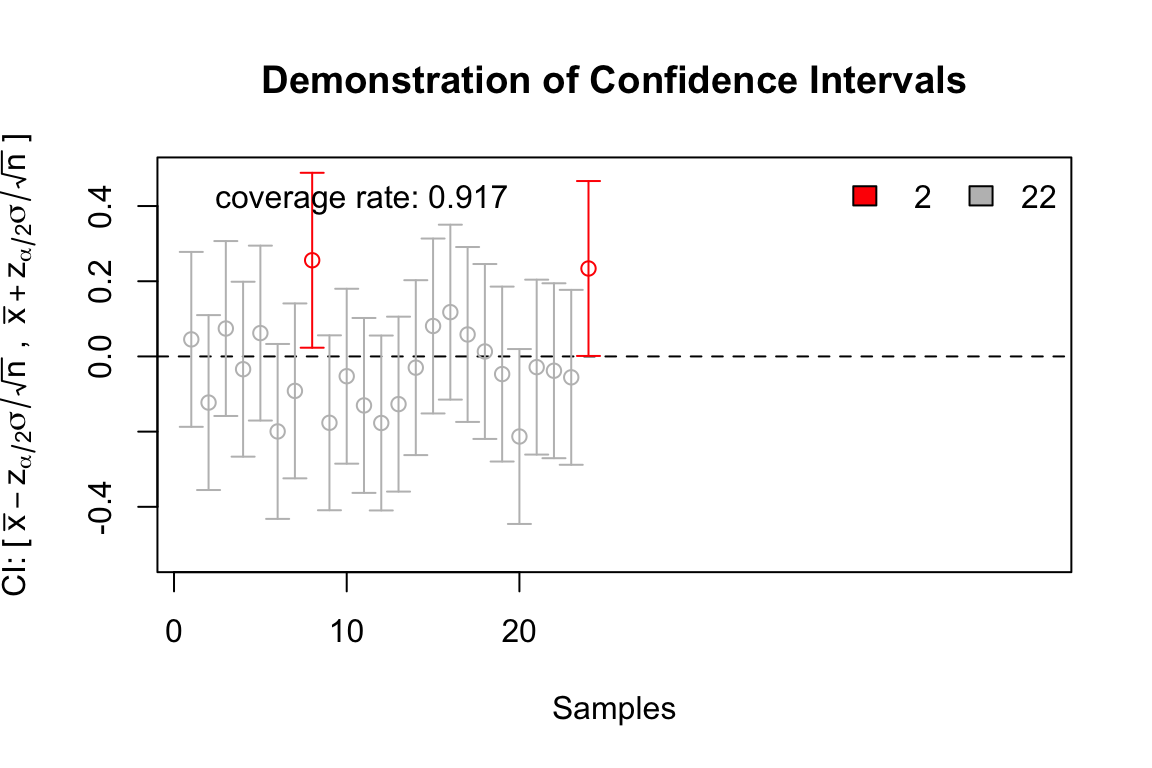 Demonstration of Confidence Intervals
CI: [ x̅ − zα/2σ/√n , x̅ + zα/2σ/√n ]
coverage rate: 0.917
2
22
0.4
0.2
0.0
-0.4
0
10
20
Samples